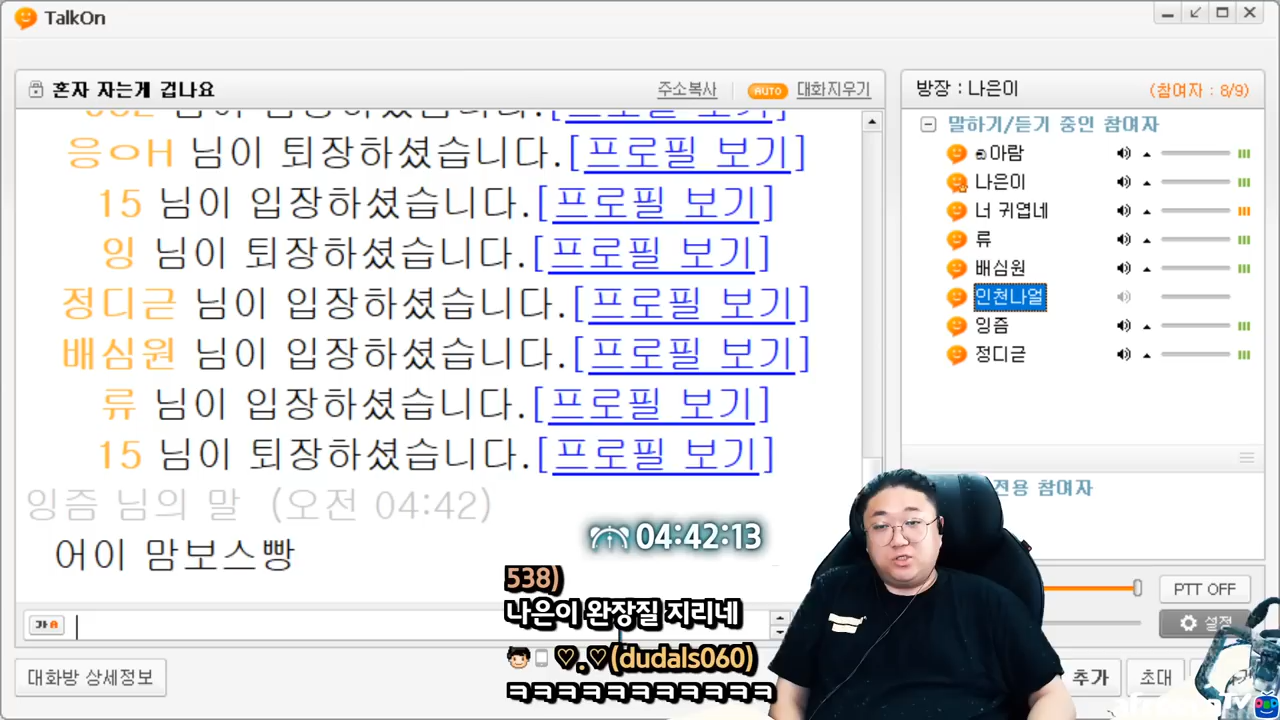 TalkOn
혼자 자는게 겁나요
주소복사
AUTO
대화지우기
응ㅇH 님이 퇴장하셨습니다.[프로필 보기]
15 님이 입장하셨습니다.[프로필 보기]
잉 님이 퇴장하셨습니다.[프로필 보기]
정디귿 님이 입장하셨습니다.[프로필 보기]
배심원 님이 입장하셨습니다.[프로필 보기]
류 님이 입장하셨습니다.[프로필 보기]
15 님이 퇴장하셨습니다.[프로필 보기]
잉즘 님의 말 (오전 04:42)
어이 맘보스빵
04:42:13
538)
나은이 완장질 지리네
♡.♡(dudals060)
ㅋㅋㅋㅋㅋㅋㅋㅋㅋㅋㅋ
가A
대화방 상세정보
방장 : 나은이
(참여자 : 8/9)
말하기/듣기 중인 참여자
아람
나은이
너 귀엽네
류
배심원
인천나얼
잉즘
정디귿
전용 참여자
PTT OFF
설정
추가
초대